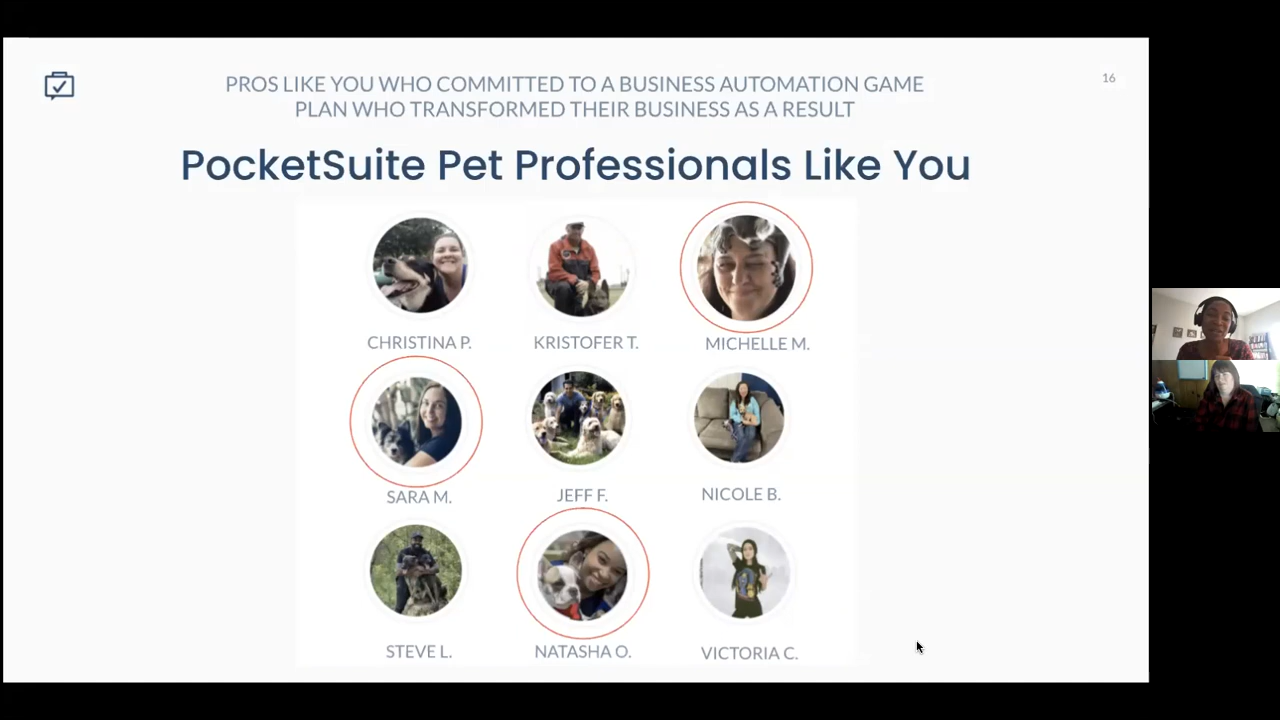 PROS LIKE YOU WHO COMMITTED TO A BUSINESS AUTOMATION GAME
16
PLAN WHO TRANSFORMED THEIR BUSINESS AS A RESULT
PocketSuite Pet Professionals Like You
CHRISTINA P.
KRISTOFER T.
MICHELLE M.
SARA M.
JEFF F.
NICOLE B.
STEVE L.
NATASHA O.
VICTORIA C.